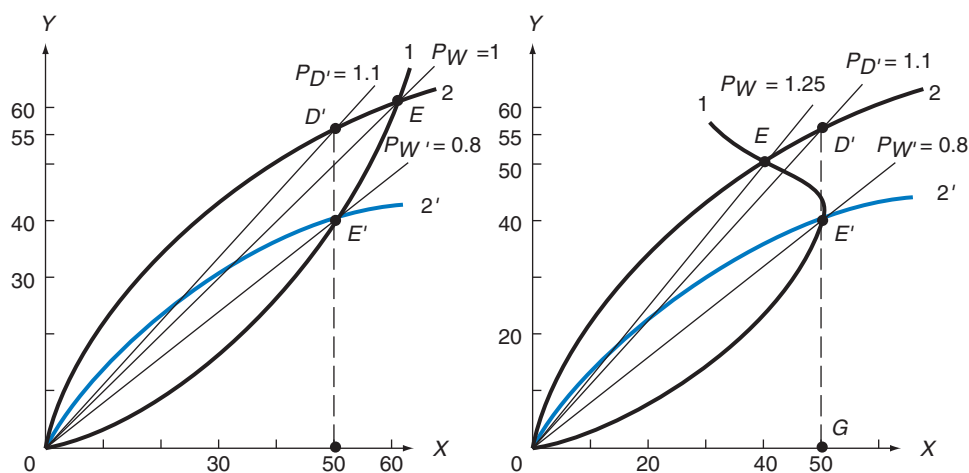 Y
1
P_W = 1
P_D' = 1.1
2
60
55
D'
E
P_W' = 0.8
40
2'
E'
30
0
30
50
60
X
Y
P_D' = 1.1
P_W = 1.25
2
1
60
55
E
D'
P_W' = 0.8
50
40
2'
E'
20
G
0
20
40
50
X